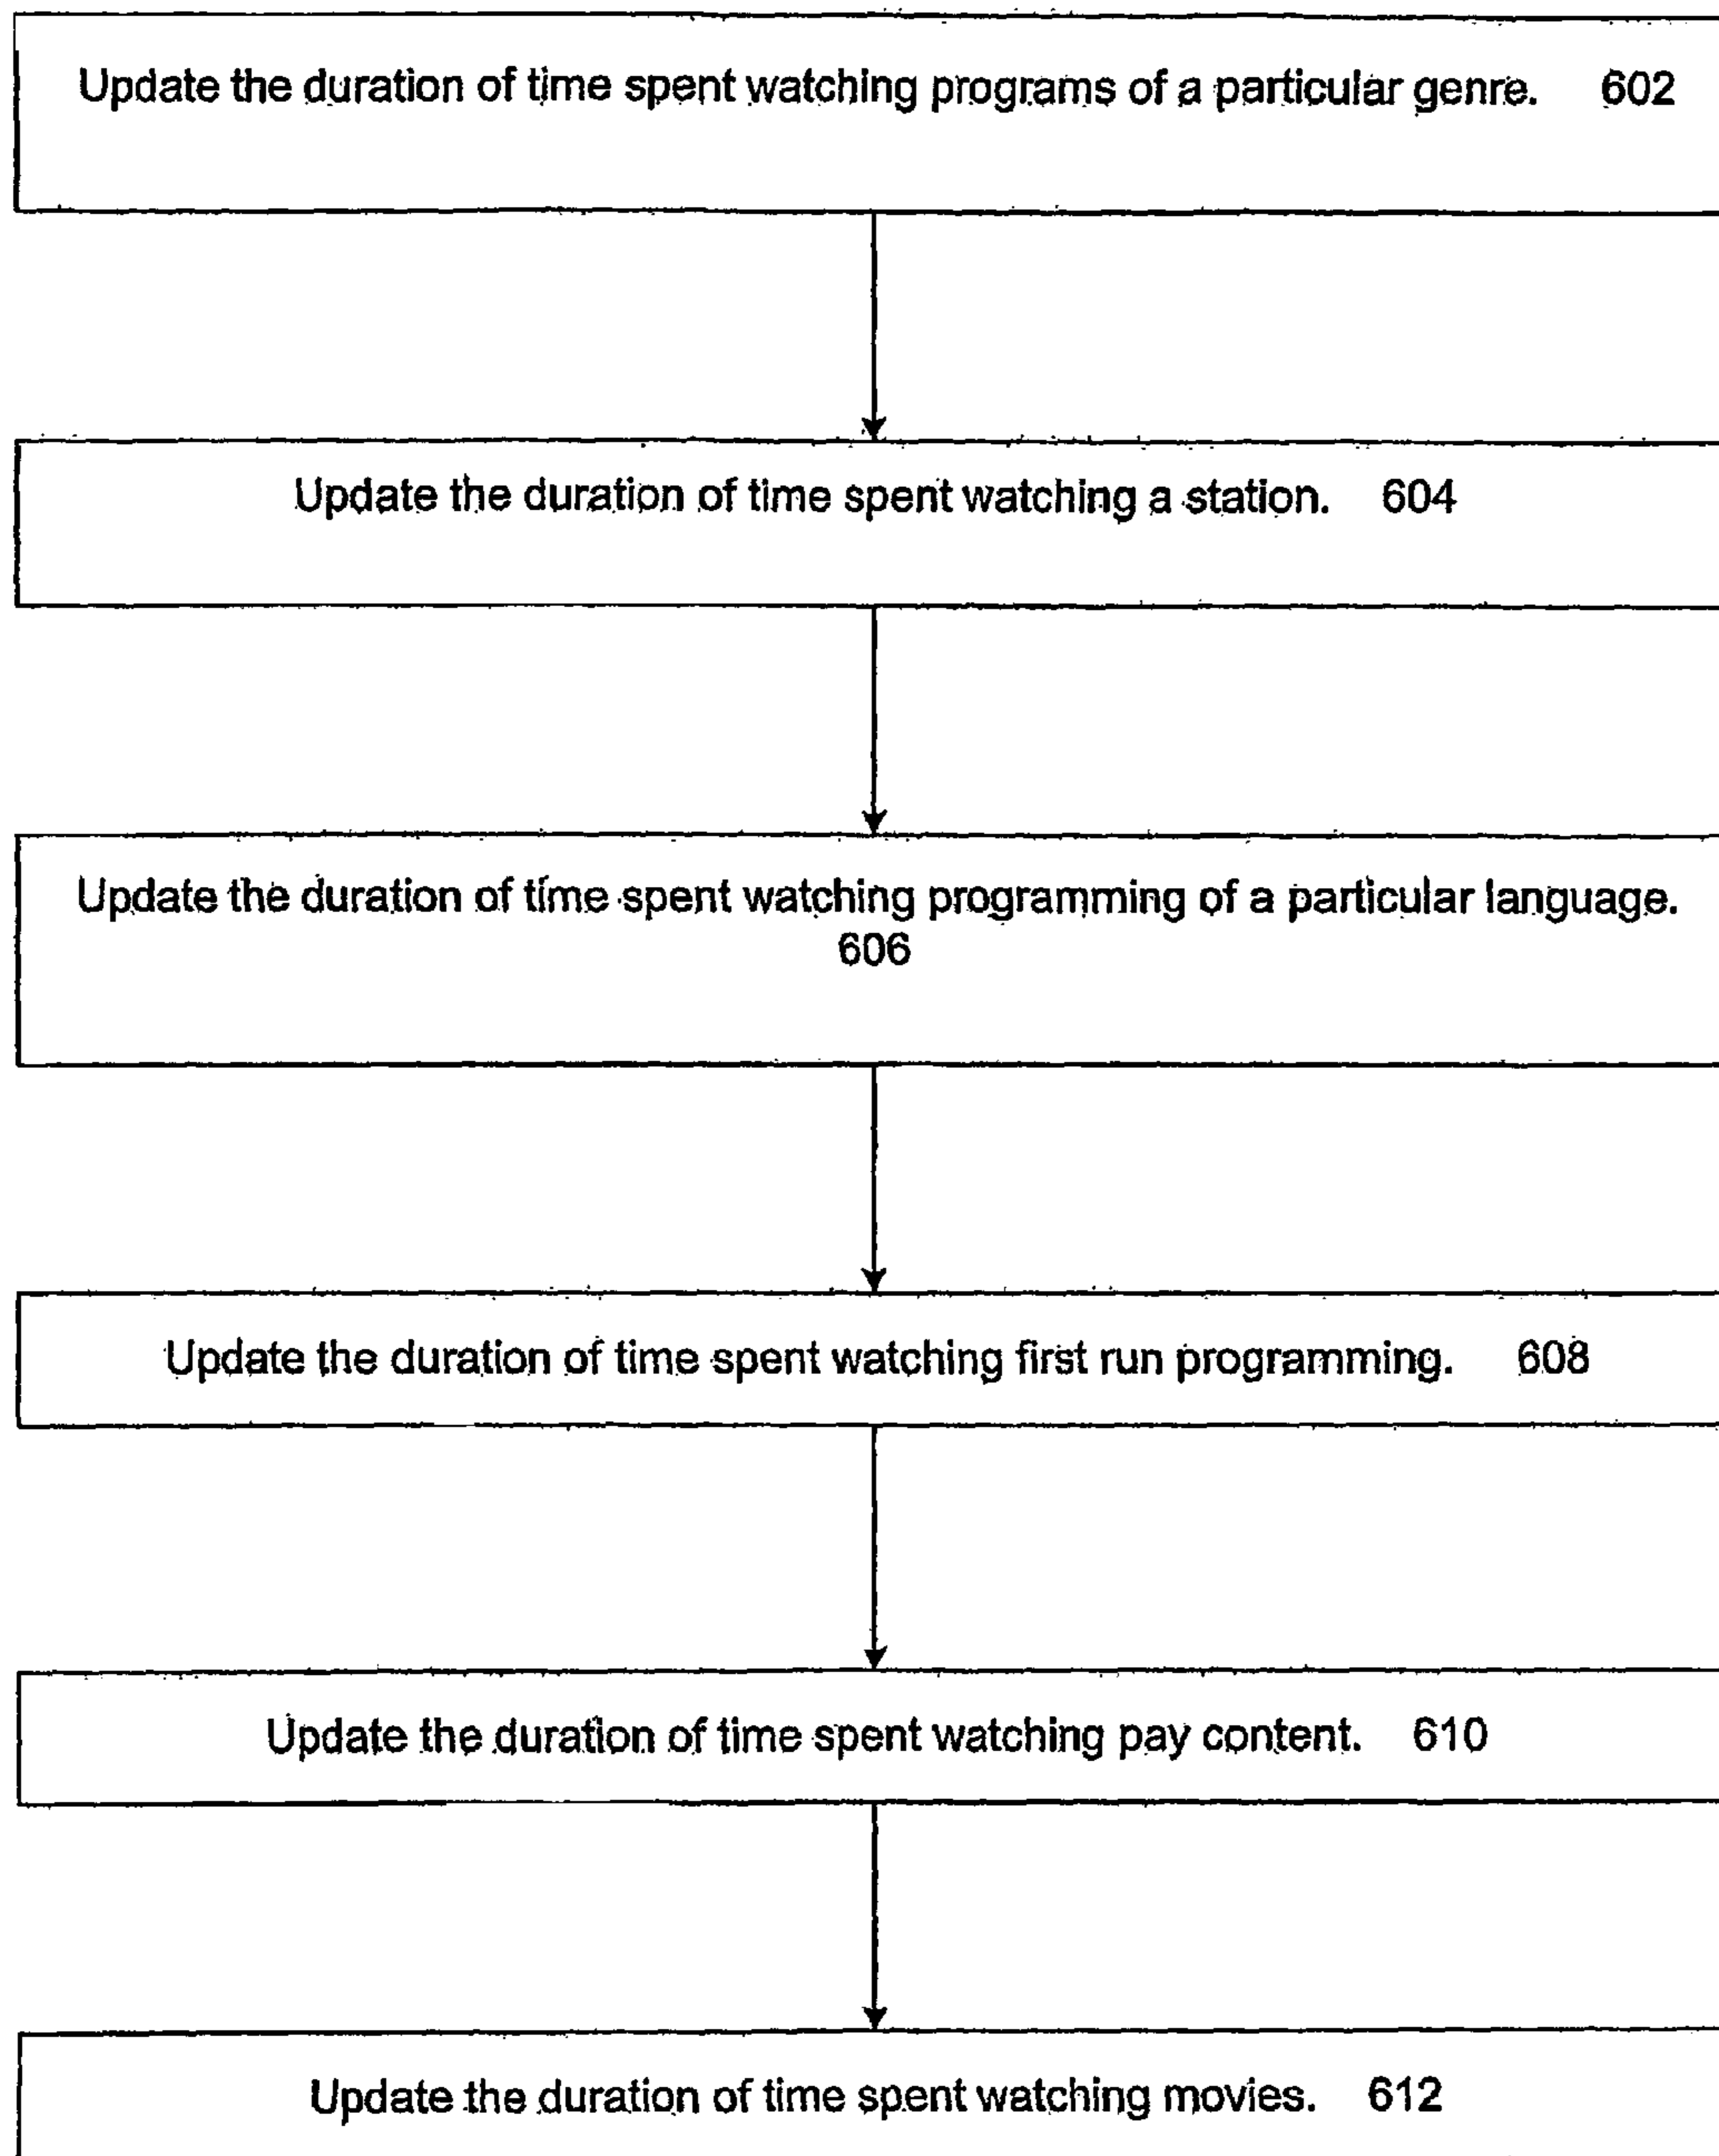 Update the duration of time spent watching programs of a particular genre. 602
Update the duration of time spent watching a station. 604
Update the duration of time spent watching programming of a particular language.
606
Update the duration of time spent watching first run programming. 608
Update the duration of time spent watching pay content. 610
Update the duration of time spent watching movies. 612